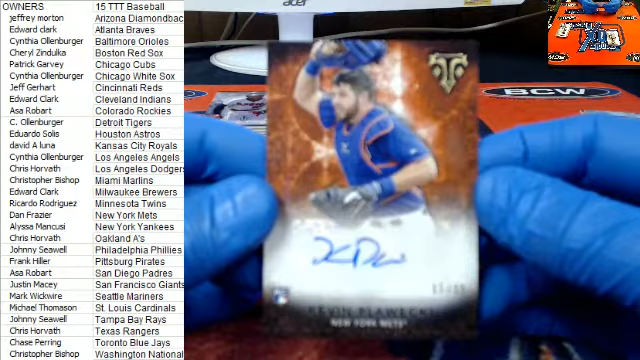 OWNERS 15 TTT Baseball
jeffrey morton Arizona Diamondbac
Edward clark Atlanta Braves
Cynthia Ollenburger Baltimore Orioles
Cheryl Zindulka Boston Red Sox
Patrick Garvey Chicago Cubs
Cynthia Ollenburger Chicago White Sox
Jeff Gerhart Cincinnati Reds
Edward Clark Cleveland Indians
Asa Robart Colorado Rockies
C. Ollenburger Detroit Tigers
Eduardo Solis Houston Astros
david A luna Kansas City Royals
Cynthia Ollenburger Los Angeles Angels
Chris Horvath Los Angeles Dodgers
Christopher Bishop Miami Marlins
Edward Clark Milwaukee Brewers
Ricardo Rodriguez Minnesota Twins
Dan Frazier New York Mets
Alyssa Mancusi New York Yankees
Chris Horvath Oakland A's
Johnny Seawell Philadelphia Phillies
Frank Hiller Pittsburg Pirates
Asa Robart San Diego Padres
Justin Macey San Francisco Giants
Mark Wickwire Seattle Mariners
Michael Thomason St. Louis Cardinals
Johnny Seawell Tampa Bay Rays
Chris Horvath Texas Rangers
Chase Perring Toronto Blue Jays
Christopher Bishop Washington National
acer
BCW
KEVIN PLAWECKI
NEW YORK METS